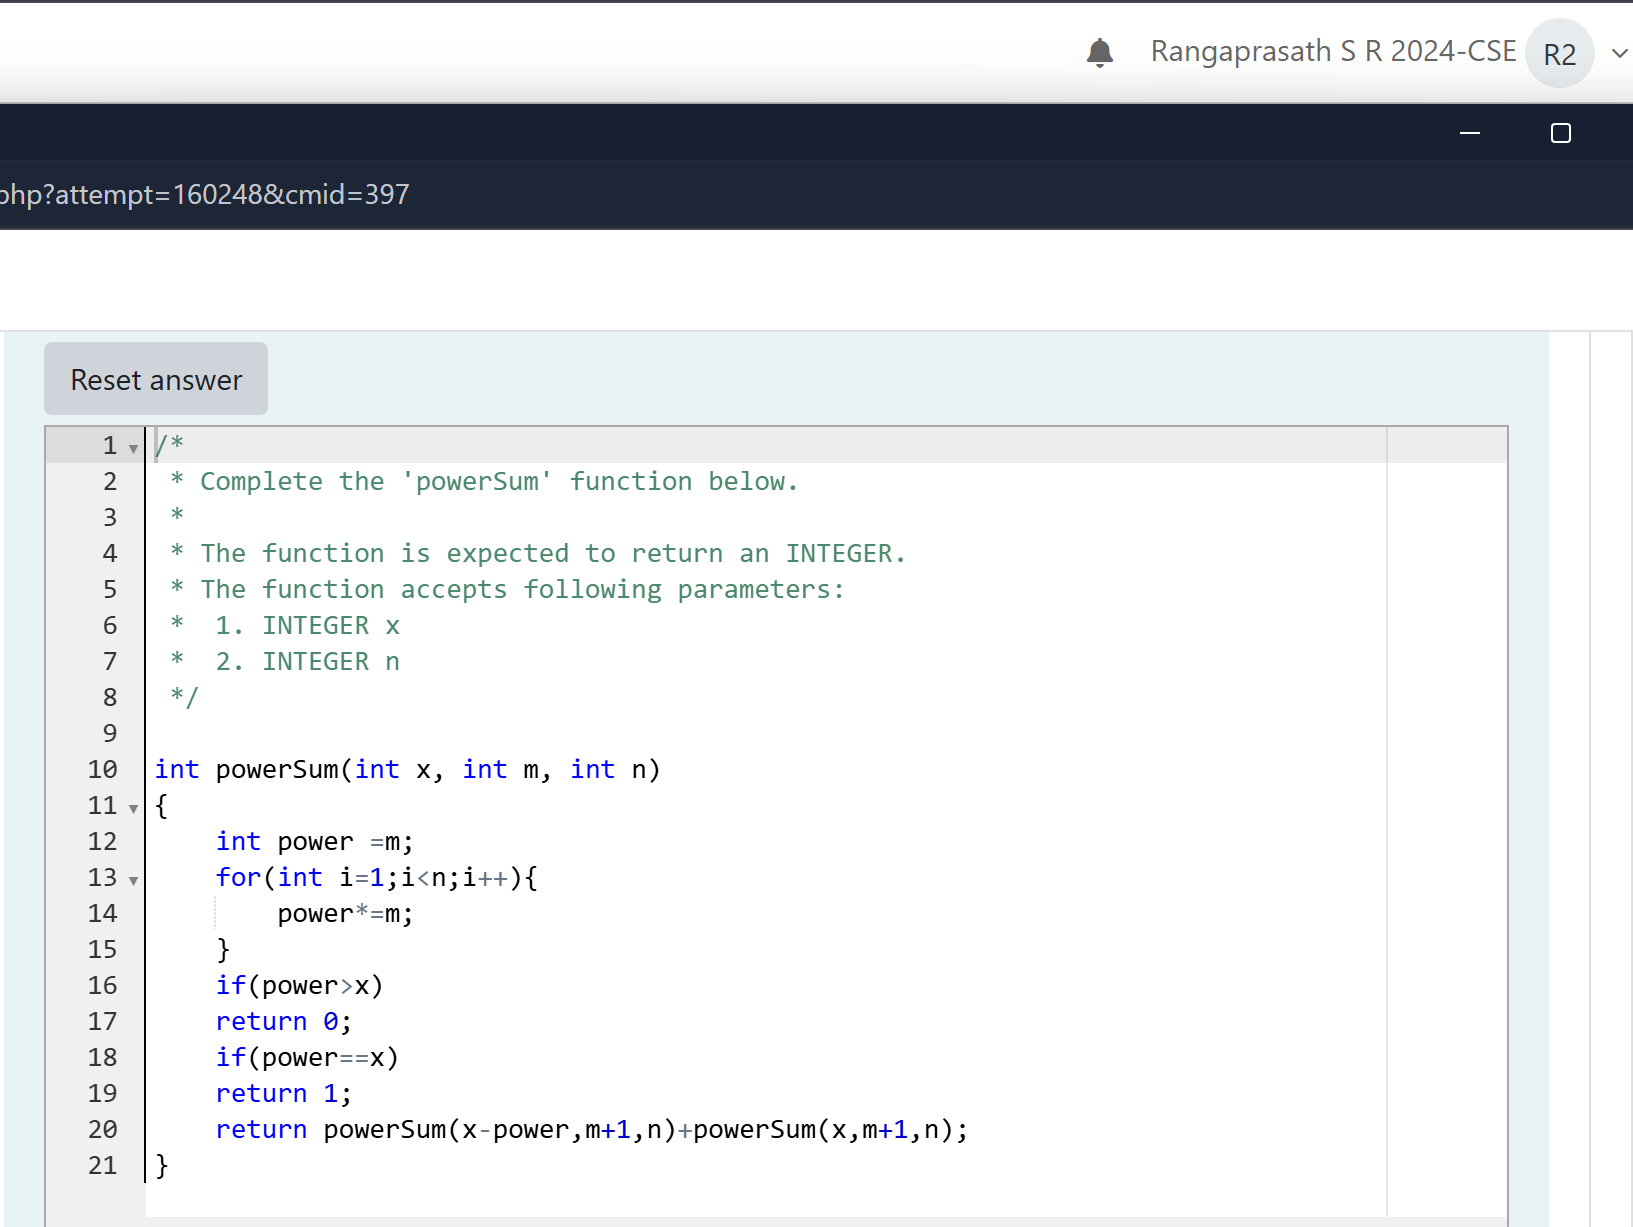 Rangaprasath S R 2024-CSE R2
php?attempt=160248&cmid=397
Reset answer
1 /*
2  * Complete the 'powerSum' function below.
3  *
4  * The function is expected to return an INTEGER.
5  * The function accepts following parameters:
6  *  1. INTEGER x
7  *  2. INTEGER n
8  */
9
10 int powerSum(int x, int m, int n)
11 {
12     int power =m;
13     for(int i=1;i<n;i++){
14         power*=m;
15     }
16     if(power>x)
17     return 0;
18     if(power==x)
19     return 1;
20     return powerSum(x-power,m+1,n)+powerSum(x,m+1,n);
21 }